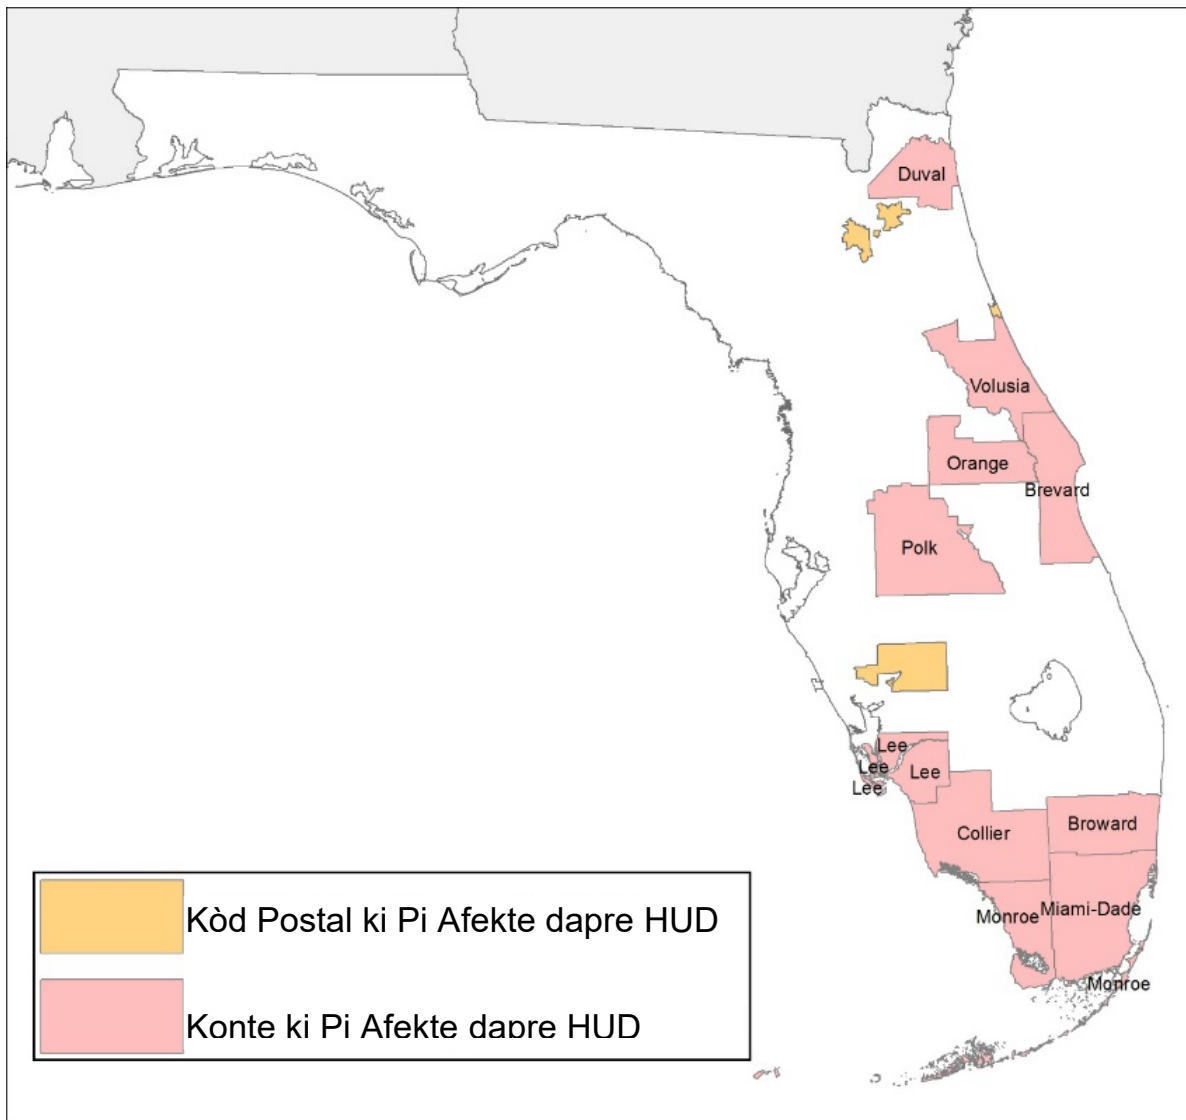 Duval
Volusia
Orange
Brevard
Polk
Lee
Lee
Lee
Lee
Collier
Broward
Monroe
Miami-Dade
Monroe
Kòd Postal ki Pi Afekte dapre HUD
Konte ki Pi Afekte dapre HUD